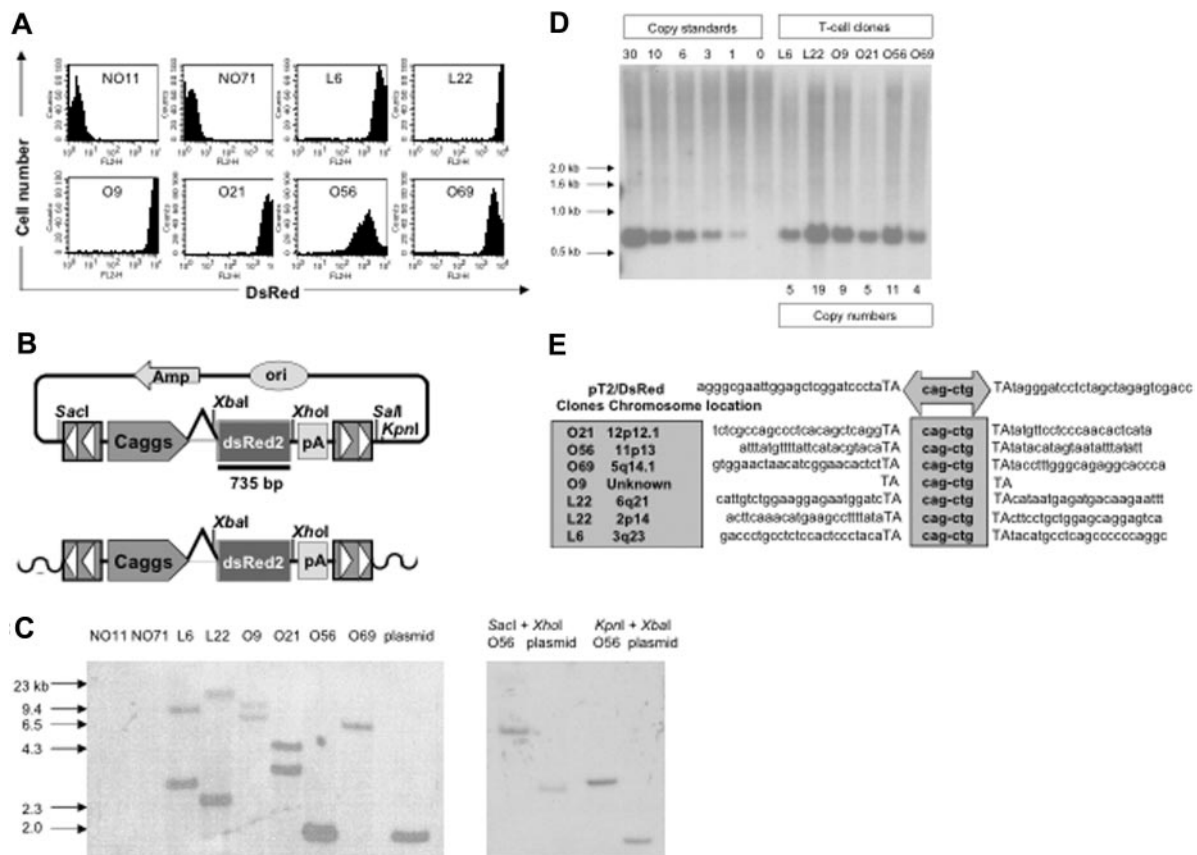 A
Cell number
NO11 NO71 L6 L22
O9 O21 O56 O69
Counts
FL2-H
DsRed
B
Amp ori
SacI XbaI XhoI SalI
KpnI
Caggs dsRed2 pA
735 bp
XbaI XhoI
Caggs dsRed2 pA
C
NO11 NO71 L6 L22 O9 O21 O56 O69 plasmid
23 kb
9.4
6.5
4.3
2.3
2.0
SacI + XhoI KpnI + XbaI
O56 plasmid O56 plasmid
D
Copy standards T-cell clones
30 10 6 3 1 0 L6 L22 O9 O21 O56 O69
2.0 kb
1.6 kb
1.0 kb
0.5 kb
5 19 9 5 11 4
Copy numbers
E
pT2/DsRed agggcgaattggagctcggatccctaTA cag-ctg TAtagggatcctctagctagagtcgacc
Clones Chromosome location
O21 12p12.1 tctcgccagccctcacagctcaggTA cag-ctg TAtatgttcctcccaacactcata
O56 11p13 atttatgttttattcatacgtacaTA cag-ctg TAtatacatagtaatatttatatt
O69 5q14.1 gtggaactaacatcggaacactctTA cag-ctg TAtacctttgggcagaggcaccca
O9 Unknown TA cag-ctg TA
L22 6q21 cattgtctggaaggagaatggatcTA cag-ctg TAcataatgagatgacaagaattt
L22 2p14 acttcaaacatgaagccttttataTA cag-ctg TActtcctgctggagcaggagtca
L6 3q23 gaccctgcctctccactccctacaTA cag-ctg TAtacatgcctcagcccccaggc